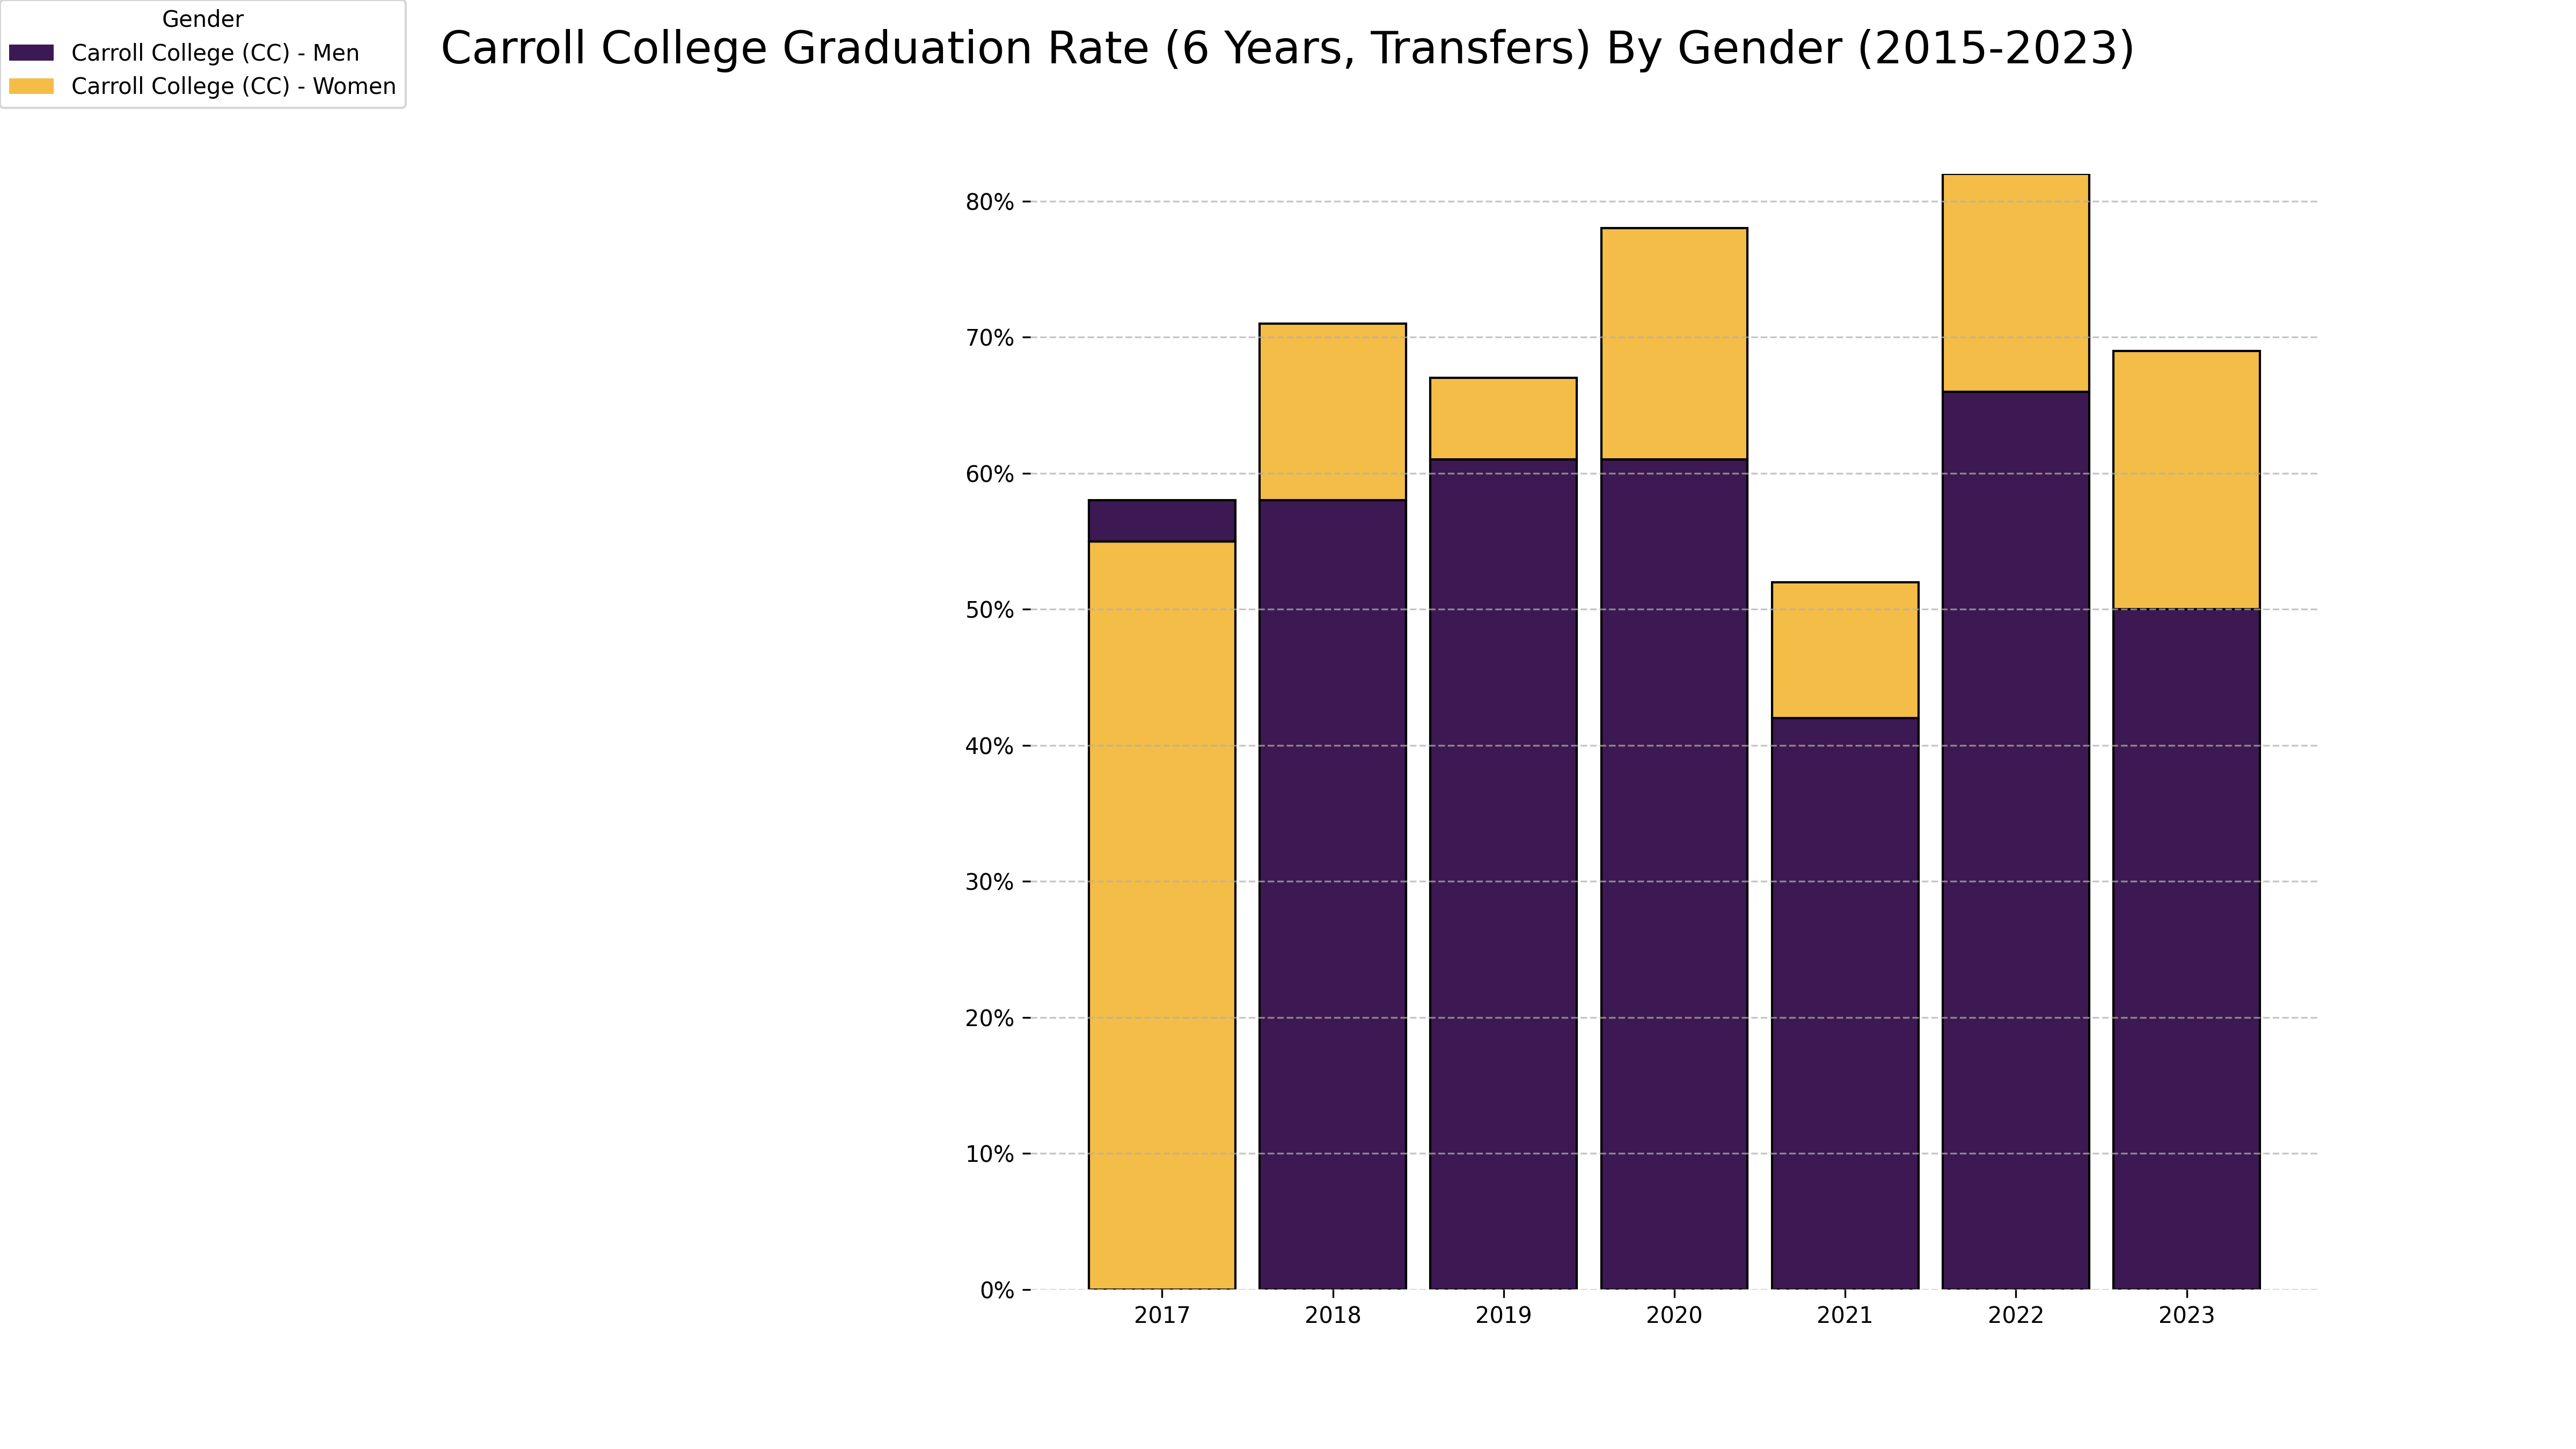 Gender
Carroll College (CC) - Men
Carroll College (CC) - Women
Carroll College Graduation Rate (6 Years, Transfers) By Gender (2015-2023)
80%
70%
60%
50%
40%
30%
20%
10%
0%
2017 2018 2019 2020 2021 2022 2023